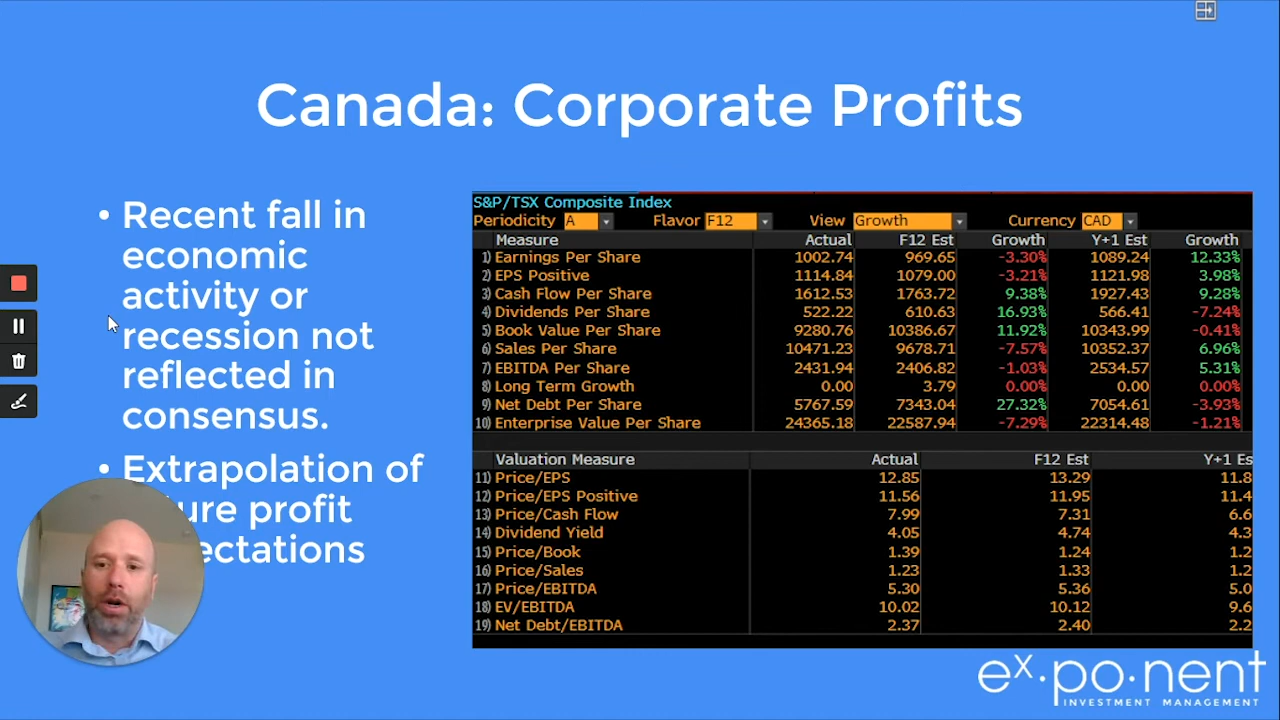 Canada: Corporate Profits
• Recent fall in
economic
activity or
recession not
reflected in
consensus.
• Extrapolation of
ure profit
ectations
S&P/TSX Composite Index
Periodicity A Flavor F12 View Growth Currency CAD
Measure Actual F12 Est Growth Y+1 Est Growth
1) Earnings Per Share 1002.74 969.65 -3.30% 1089.24 12.33%
2) EPS Positive 1114.84 1079.00 -3.21% 1121.98 3.98%
3) Cash Flow Per Share 1612.53 1763.72 9.38% 1927.43 9.28%
4) Dividends Per Share 522.22 610.63 16.93% 566.41 -7.24%
5) Book Value Per Share 9280.76 10386.67 11.92% 10343.99 -0.41%
6) Sales Per Share 10471.23 9678.71 -7.57% 10352.37 6.96%
7) EBITDA Per Share 2431.94 2406.82 -1.03% 2534.57 5.31%
8) Long Term Growth 0.00 3.79 0.00% 0.00 0.00%
9) Net Debt Per Share 5767.59 7343.04 27.32% 7054.61 -3.93%
10) Enterprise Value Per Share 24365.18 22587.94 -7.29% 22314.48 -1.21%
Valuation Measure Actual F12 Est Y+1 Es
11) Price/EPS 12.85 13.29 11.8
12) Price/EPS Positive 11.56 11.95 11.4
13) Price/Cash Flow 7.99 7.31 6.6
14) Dividend Yield 4.05 4.74 4.3
15) Price/Book 1.39 1.24 1.2
16) Price/Sales 1.23 1.33 1.2
17) Price/EBITDA 5.30 5.36 5.0
18) EV/EBITDA 10.02 10.12 9.6
19) Net Debt/EBITDA 2.37 2.40 2.2
ex·po·nent
INVESTMENT MANAGEMENT